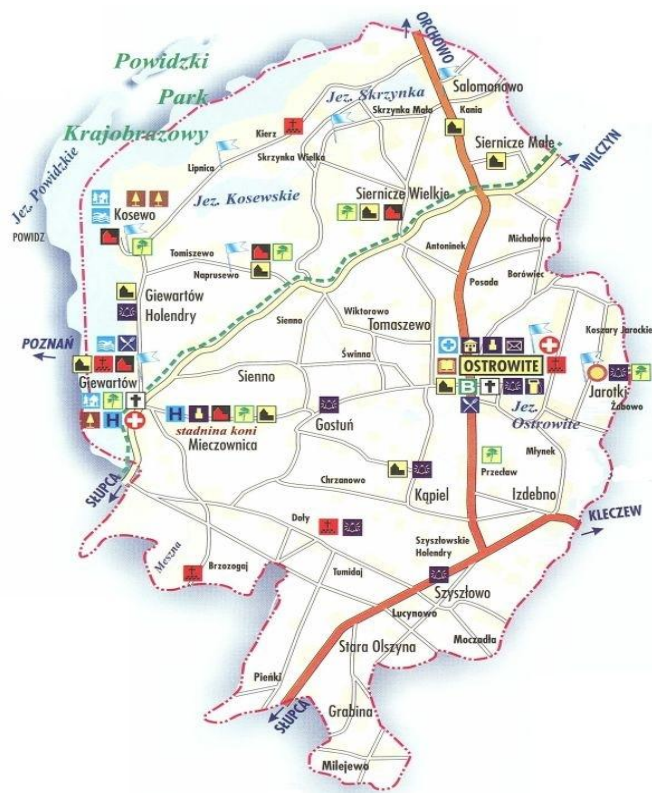 ORCHOWO
Powidzki
Park
Krajobrazowy
Jez. Skrzynka
Salomonowo
Skrzynka Mała
Kania
Kierz
Skrzynka Wielka
Siernicze Małe
WILCZYN
Lipnica
Jez. Powidzkie
Jez. Kosewskie
Siernicze Wielkie
Kosewo
POWIDZ
Antoninek
Michałowo
Tomiszewo
Naprusewo
Borówiec
Posada
Giewartów
Holendry
Wiktorowo
Sienno
Tomaszewo
Koszary Jarockie
POZNAŃ
Świnna
OSTROWITE
B
Giewartów
Sienno
Jarotki
Żabowo
Jez.
Ostrowite
H
H
stadnina koni
Mieczownica
Gostuń
Młynek
Przecław
SŁUPCA
Chrzanowo
Kąpiel
Izdebno
KLECZEW
Doły
Szyszłowskie
Holendry
Meszna
Brzozogaj
Tumidaj
Szyszłowo
Lucynowo
Moczadła
Stara Olszyna
Pieńki
SŁUPCA
Grabina
Milejewo